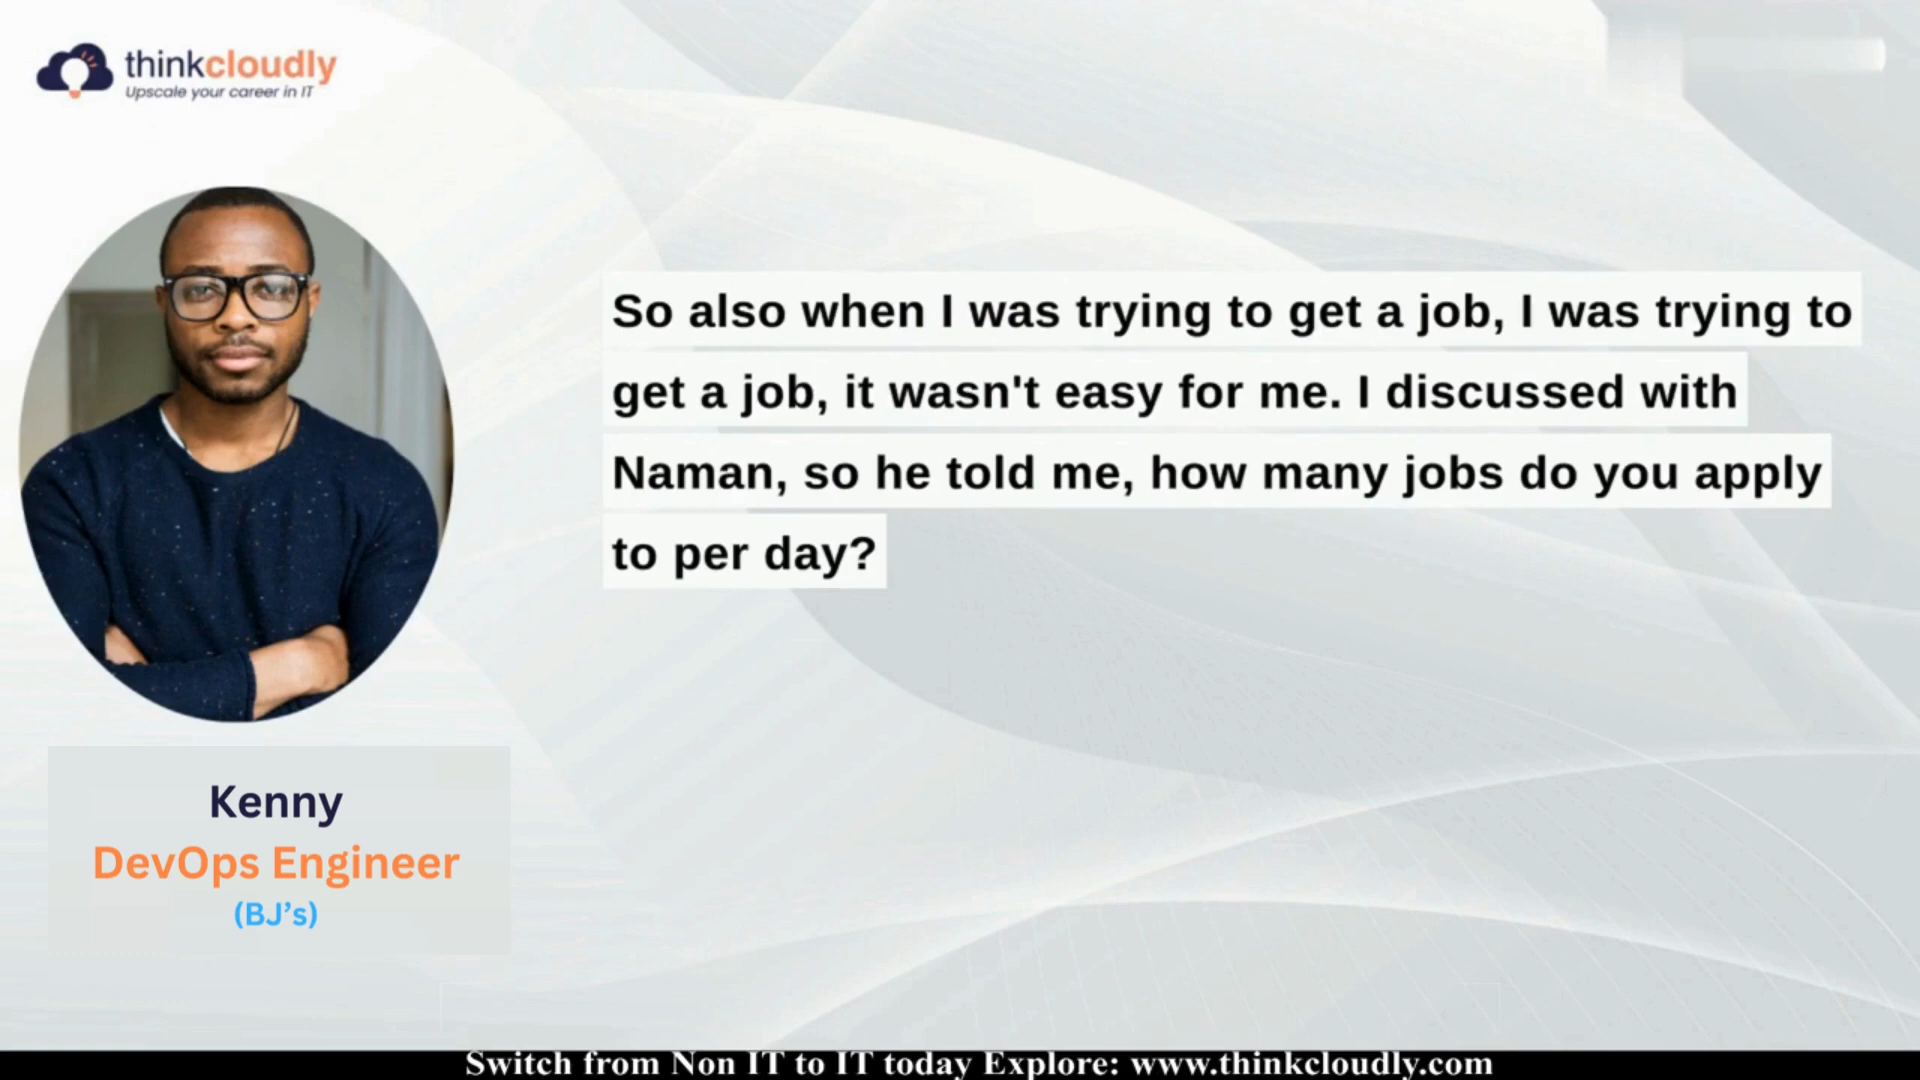 thinkcloudly
Upscale your career in IT
So also when I was trying to get a job, I was trying to
get a job, it wasn't easy for me. I discussed with
Naman, so he told me, how many jobs do you apply
to per day?
Kenny
DevOps Engineer
(BJ's)
Switch from Non IT to IT today Explore: www.thinkcloudly.com